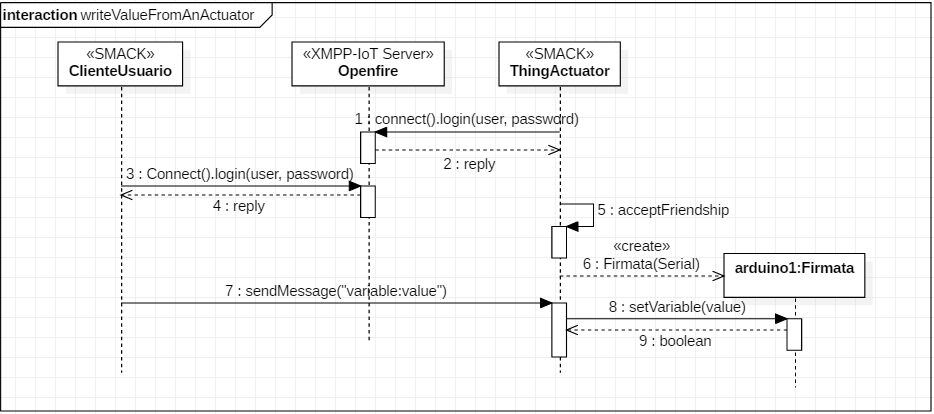 interaction writeValueFromAnActuator
«SMACK»
ClienteUsuario
«XMPP-IoT Server»
Openfire
«SMACK»
ThingActuator
1 : connect().login(user, password)
2 : reply
3 : Connect().login(user, password)
4 : reply
5 : acceptFriendship
«create»
6 : Firmata(Serial)
arduino1:Firmata
7 : sendMessage("variable:value")
8 : setVariable(value)
9 : boolean